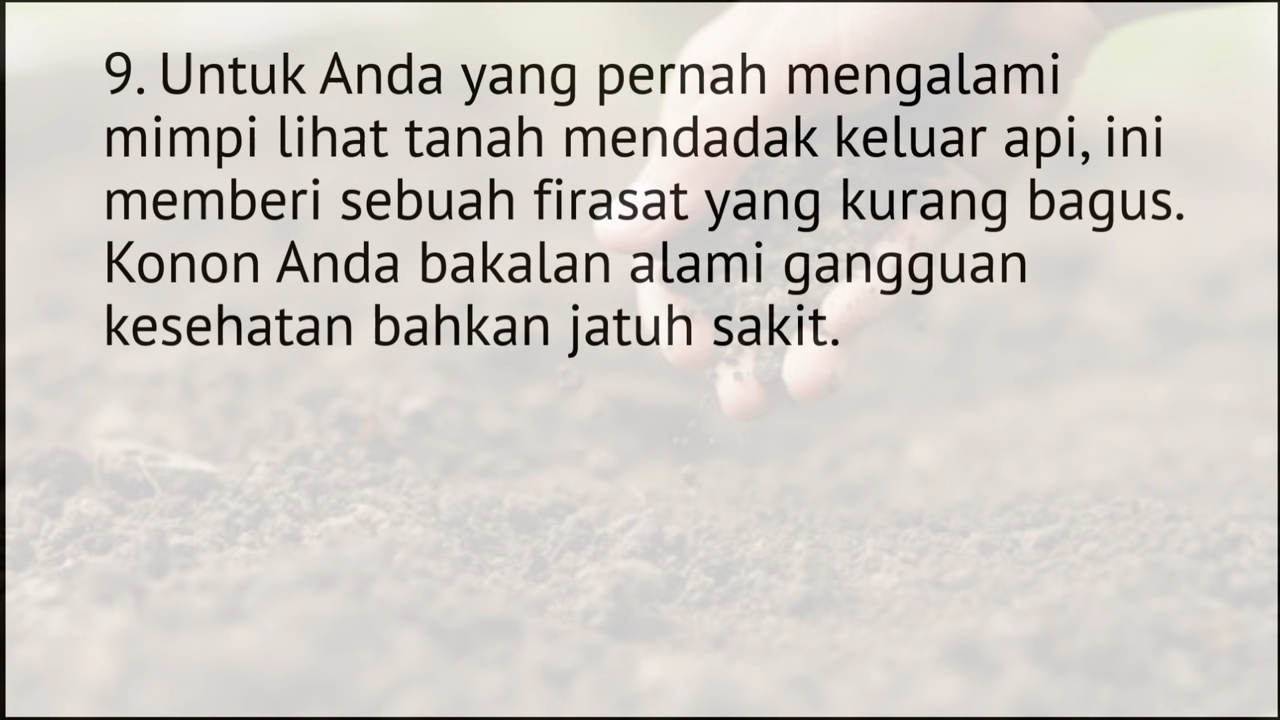 9. Untuk Anda yang pernah mengalami
mimpi lihat tanah mendadak keluar api, ini
memberi sebuah firasat yang kurang bagus.
Konon Anda bakalan alami gangguan
kesehatan bahkan jatuh sakit.